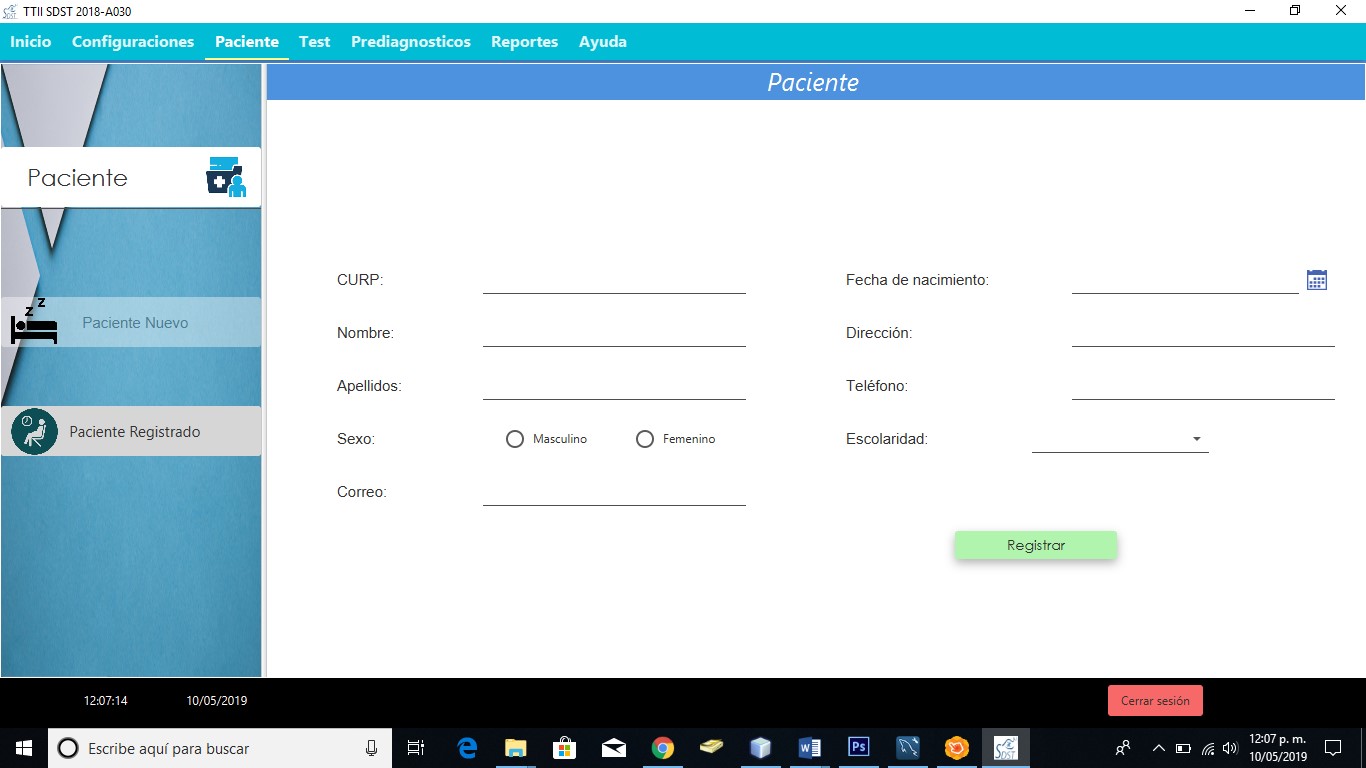 TTII SDST 2018-A030
Inicio Configuraciones Paciente Test Prediagnosticos Reportes Ayuda
Paciente
Paciente
CURP: Fecha de nacimiento:
Paciente Nuevo
Nombre: Dirección:
Apellidos: Teléfono:
Paciente Registrado
Sexo: Masculino Femenino Escolaridad:
Correo:
Registrar
12:07:14 10/05/2019 Cerrar sesión
Escribe aquí para buscar
Ps
SDST
12:07 p. m.
10/05/2019